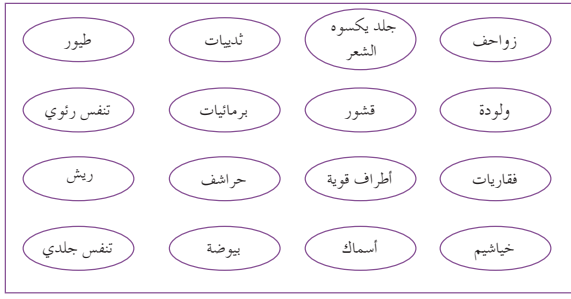 زواحف
جلد يكسوه
الشعر
ثدييات
طيور
ولودة
قشور
برمائيات
تنفس رئوي
فقاريات
أطراف قوية
حراشف
ريش
خياشيم
أسماك
بيوضة
تنفس جلدي